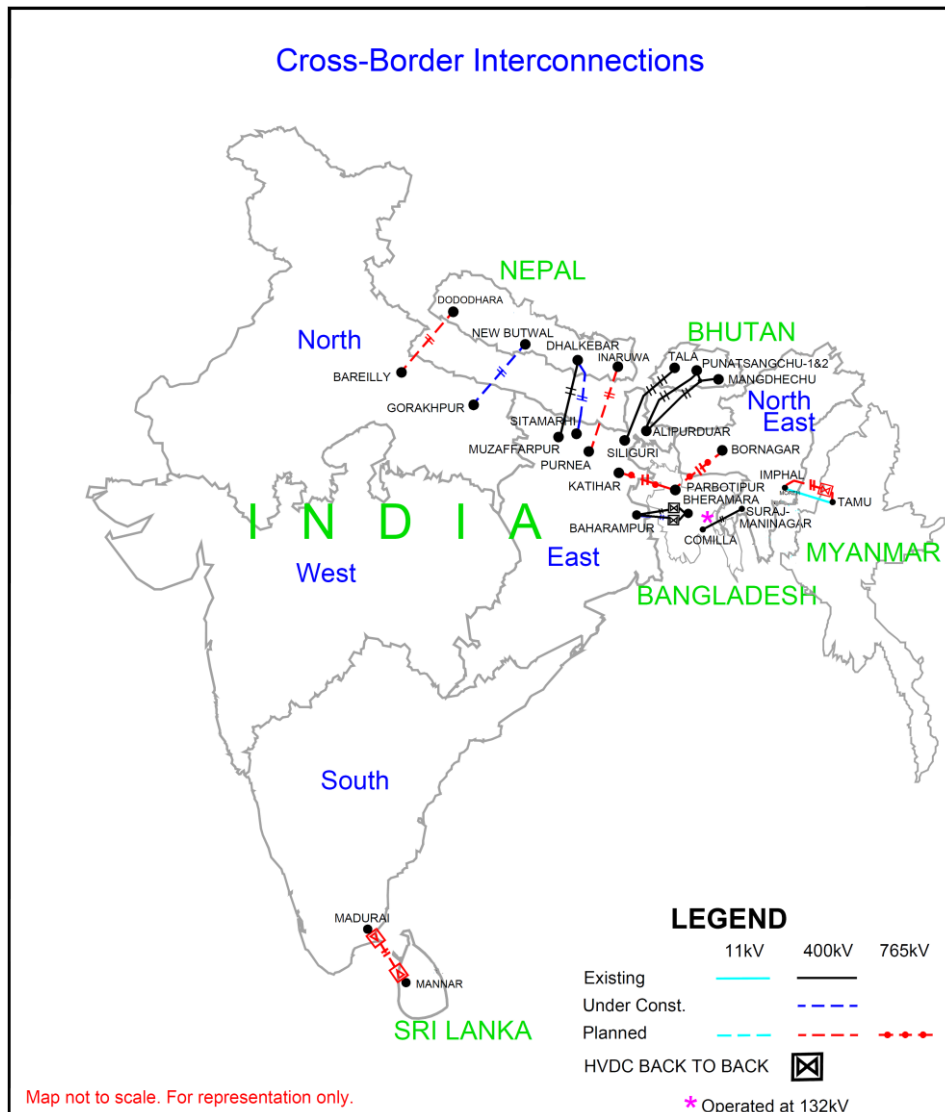 Cross-Border Interconnections
NEPAL
DODODHARA
North
NEW BUTWAL
DHALKEBAR
BHUTAN
INARUWA
TALA
PUNATSANGCHU-1&2
BAREILLY
MANGDHECHU
North
East
GORAKHPUR
SITAMARHI
ALIPURDUAR
MUZAFFARPUR
SILIGURI
BORNAGAR
PURNEA
KATIHAR
IMPHAL
PARBOTIPUR
BHERAMARA
TAMU
INDIA
BAHARAMPUR
*
SURAJ-
MANINAGAR
COMILLA
East
MYANMAR
West
BANGLADESH
South
MADURAI
MANNAR
SRI LANKA
LEGEND
11kV 400kV 765kV
Existing
Under Const.
Planned
HVDC BACK TO BACK
* Operated at 132kV
Map not to scale. For representation only.